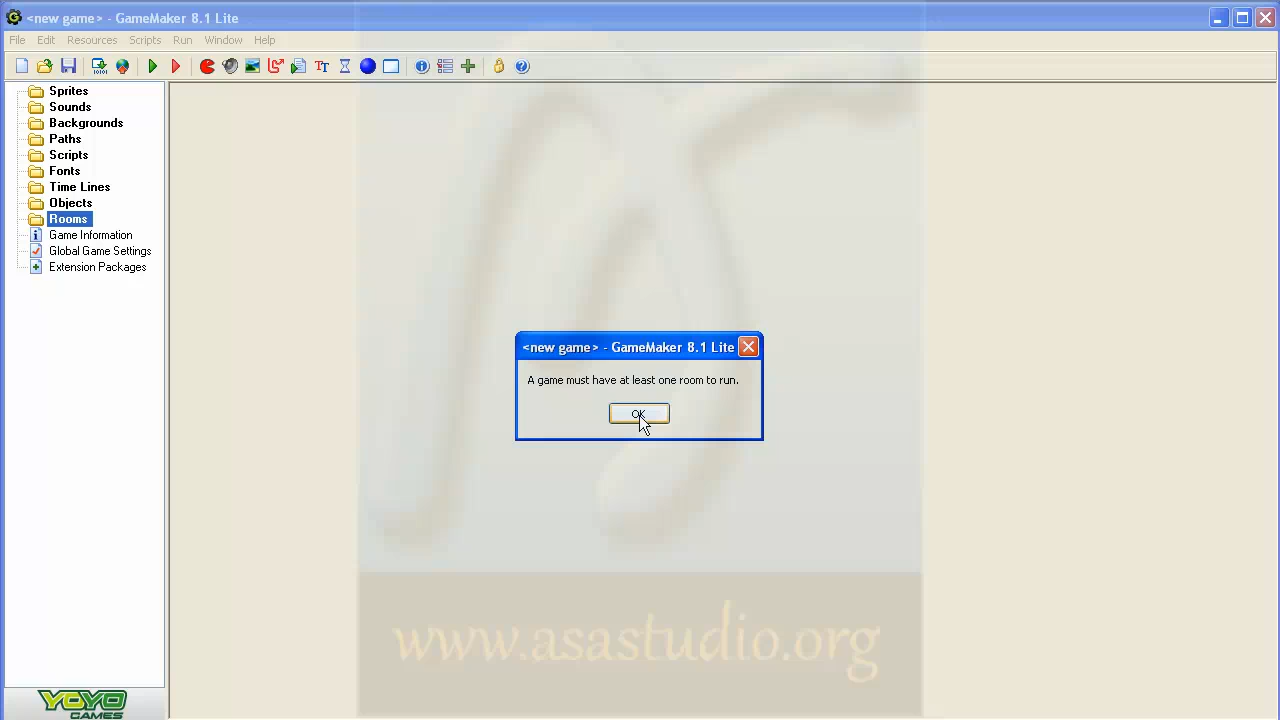 <new game> - GameMaker 8.1 Lite
File Edit Resources Scripts Run Window Help
Sprites
Sounds
Backgrounds
Paths
Scripts
Fonts
Time Lines
Objects
Rooms
Game Information
Global Game Settings
Extension Packages
<new game> - GameMaker 8.1 Lite
A game must have at least one room to run.
OK
www.asastudio.org
YOYO
GAMES